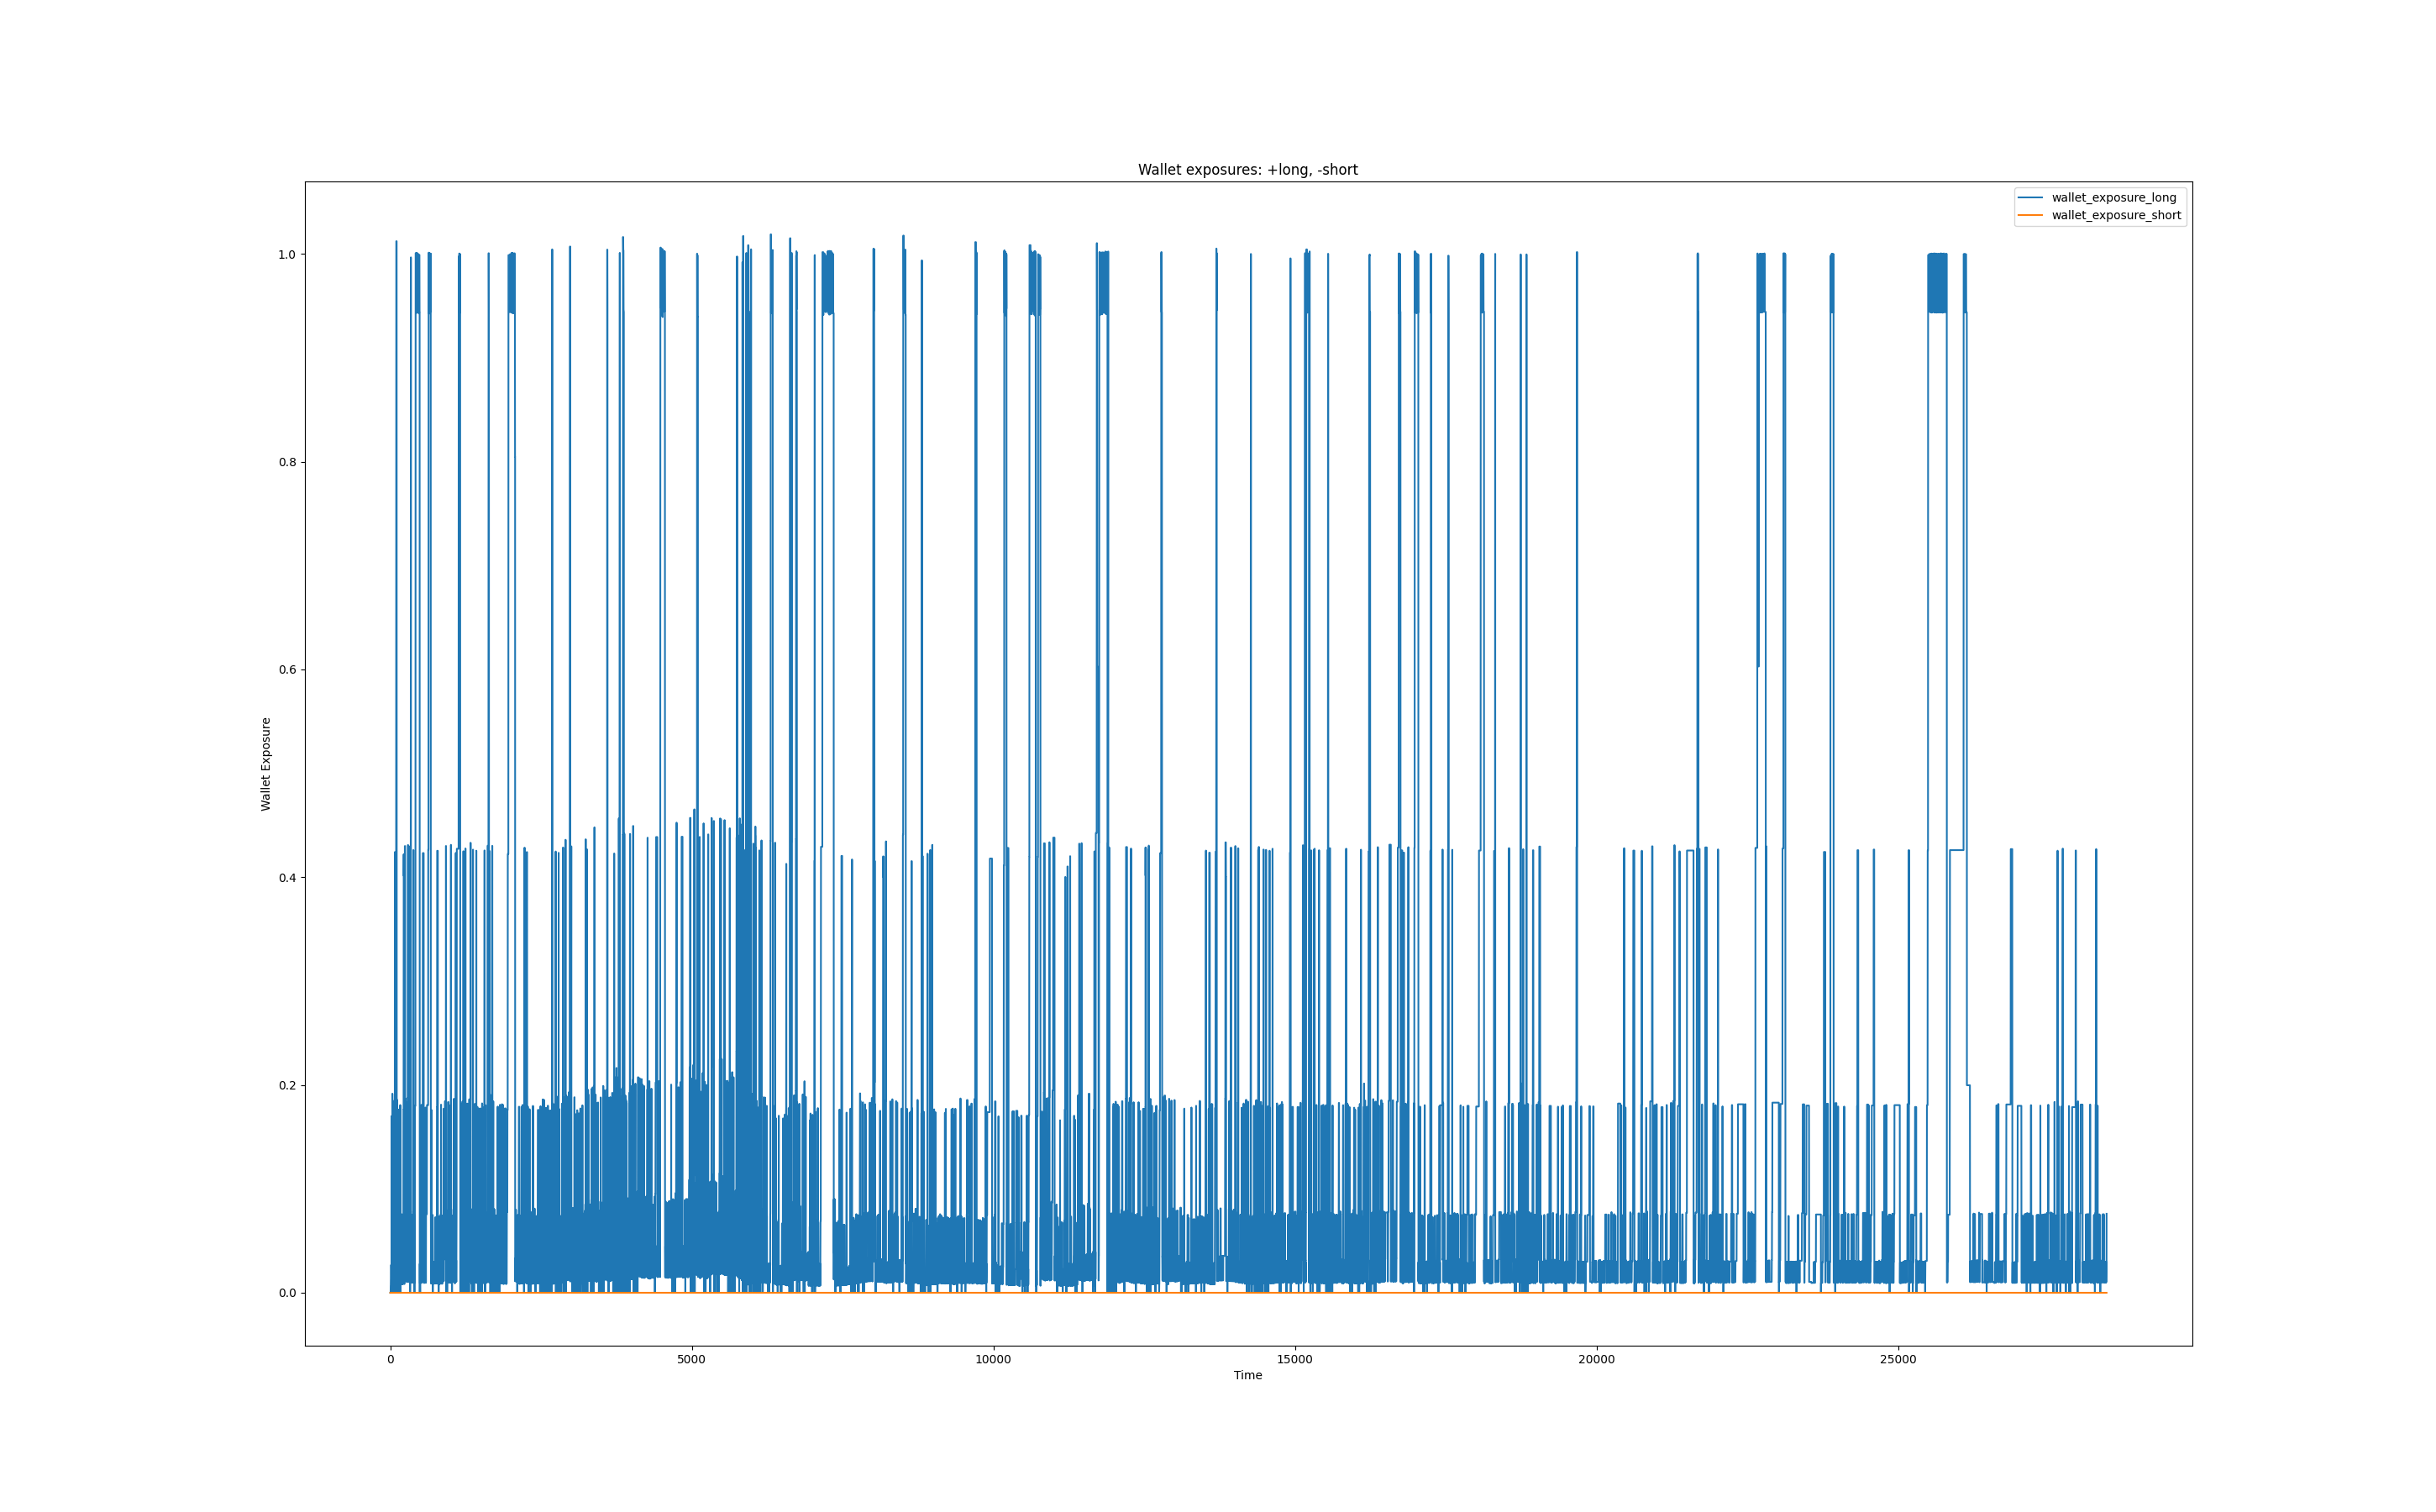 Wallet exposures: +long, -short
wallet_exposure_long
wallet_exposure_short
1.0
0.8
0.6
0.4
0.2
0.0
Wallet Exposure
0
5000
10000
15000
20000
25000
Time